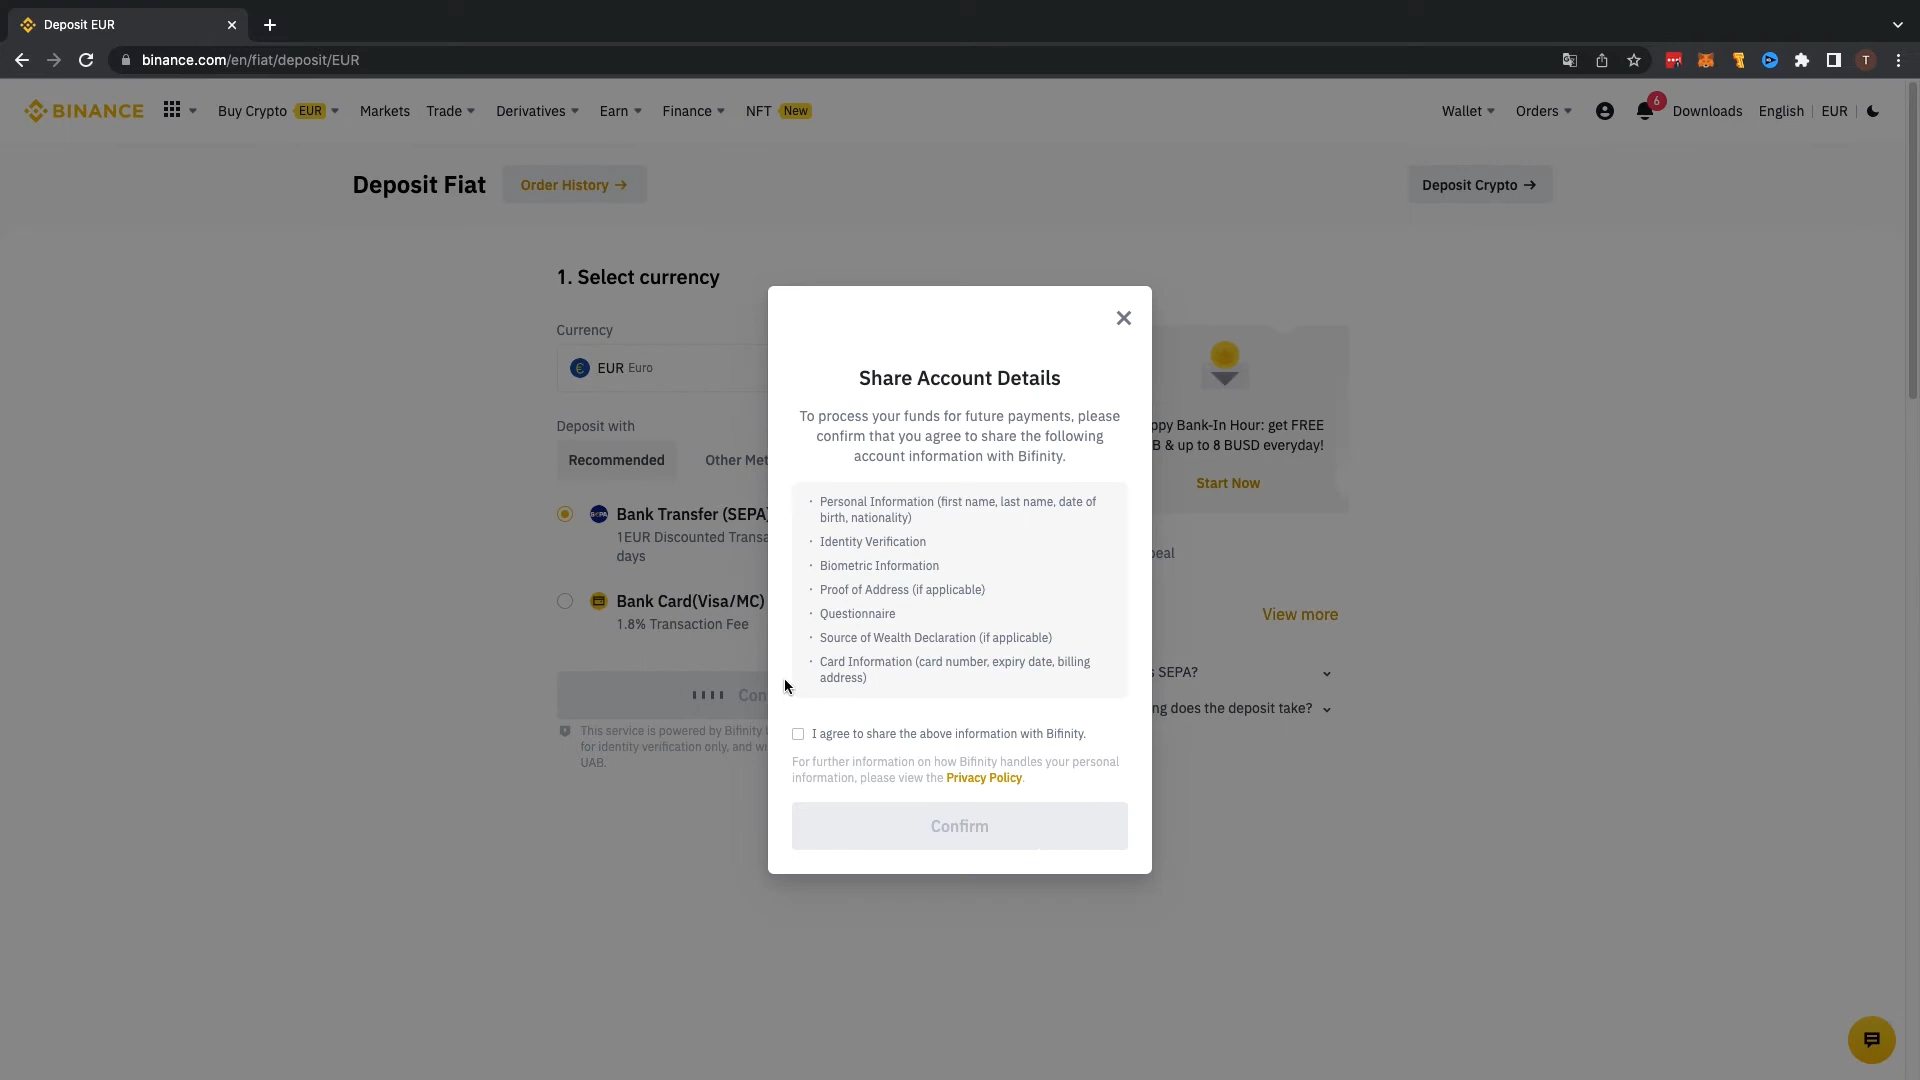 Deposit EUR
binance.com/en/fiat/deposit/EUR
T
BINANCE
Buy Crypto EUR
Markets
Trade
Derivatives
Earn
Finance
NFT New
Wallet
Orders
6
Downloads
English
EUR
Deposit Fiat
Order History →
Deposit Crypto →
1. Select currency
Currency
EUR Euro
Deposit with
Recommended
Other Met
SEPA
Bank Transfer (SEPA)
1EUR Discounted Transa
days
Bank Card(Visa/MC)
1.8% Transaction Fee
Con
This service is powered by Bifinity
for identity verification only, and wi
UAB.
Share Account Details
To process your funds for future payments, please
confirm that you agree to share the following
account information with Bifinity.
· Personal Information (first name, last name, date of
birth, nationality)
· Identity Verification
· Biometric Information
· Proof of Address (if applicable)
· Questionnaire
· Source of Wealth Declaration (if applicable)
· Card Information (card number, expiry date, billing
address)
I agree to share the above information with Bifinity.
For further information on how Bifinity handles your personal
information, please view the Privacy Policy.
Confirm
ppy Bank-In Hour: get FREE
B & up to 8 BUSD everyday!
Start Now
peal
View more
s SEPA?
ng does the deposit take?